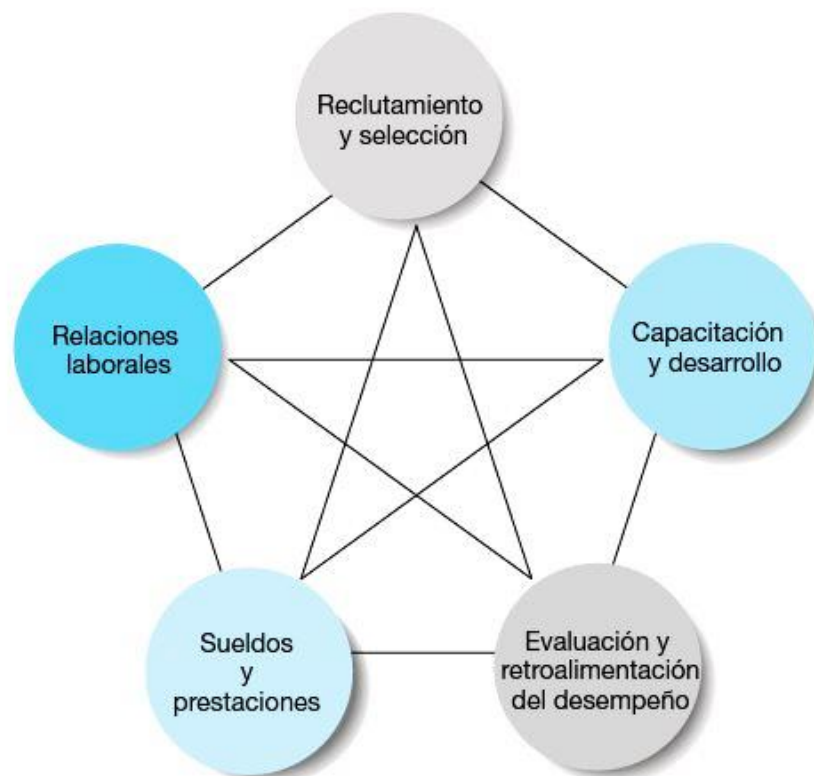 Reclutamiento
y selección
Relaciones
laborales
Capacitación
y desarrollo
Sueldos
y
prestaciones
Evaluación y
retroalimentación
del desempeño